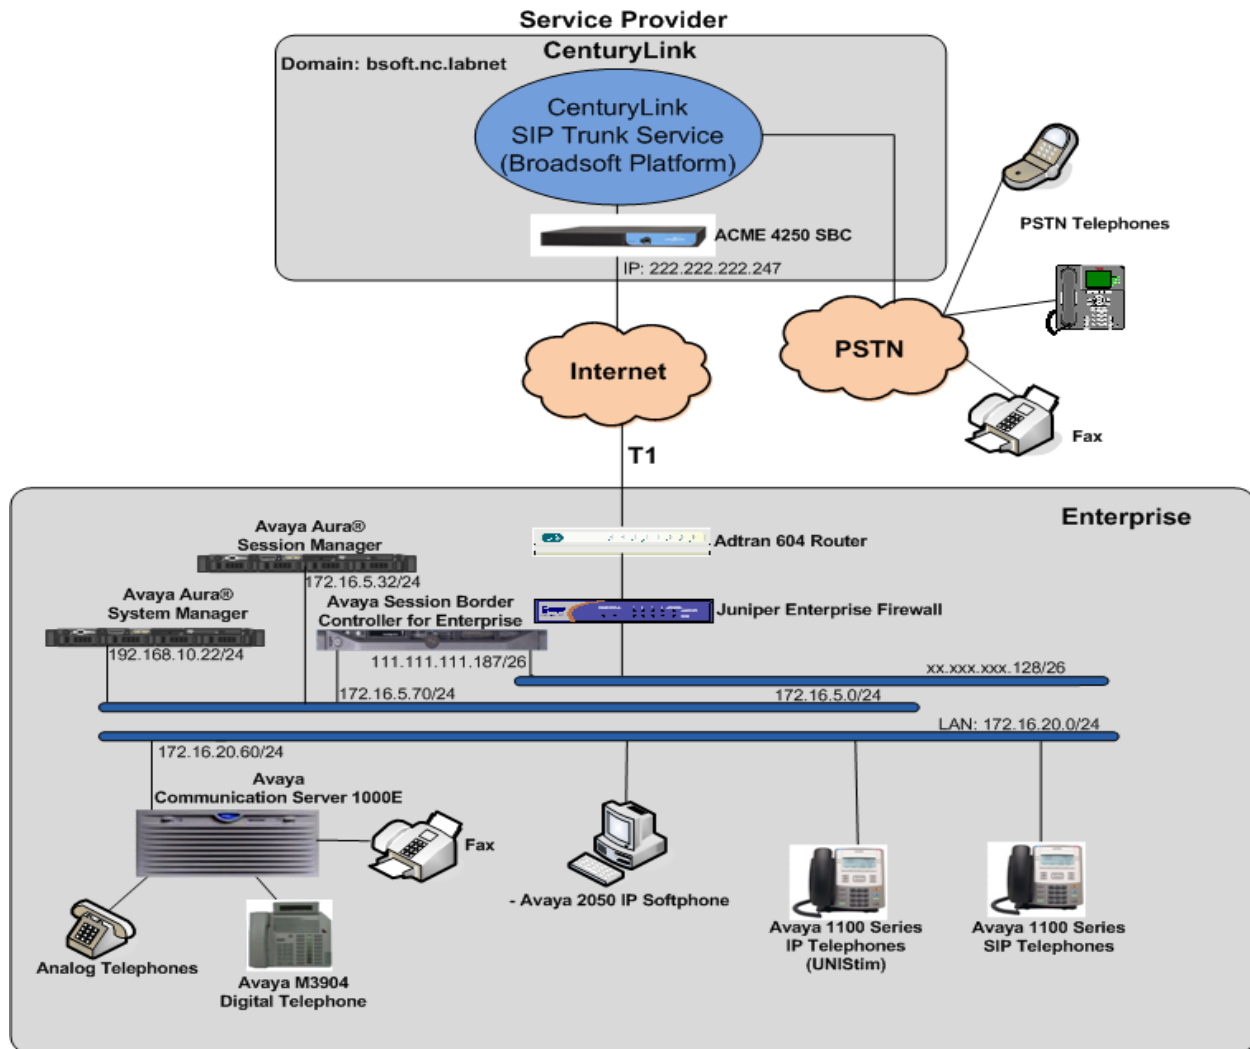 Service Provider
CenturyLink
Domain: bsoft.nc.labnet
CenturyLink
SIP Trunk Service
(Broadsoft Platform)
ACME 4250 SBC
IP: 222.222.222.247
PSTN Telephones
PSTN
Internet
Fax
T1
Enterprise
Avaya Aura®
Session Manager
172.16.5.32/24
Adtran 604 Router
Avaya Aura®
System Manager
192.168.10.22/24
Avaya Session Border
Controller for Enterprise
111.111.111.187/26
Juniper Enterprise Firewall
xx.xxx.xxx.128/26
172.16.5.70/24
172.16.5.0/24
LAN: 172.16.20.0/24
172.16.20.60/24
Avaya
Communication Server 1000E
Fax
- Avaya 2050 IP Softphone
Avaya 1100 Series
IP Telephones
(UNIStim)
Avaya 1100 Series
SIP Telephones
Analog Telephones
Avaya M3904
Digital Telephone